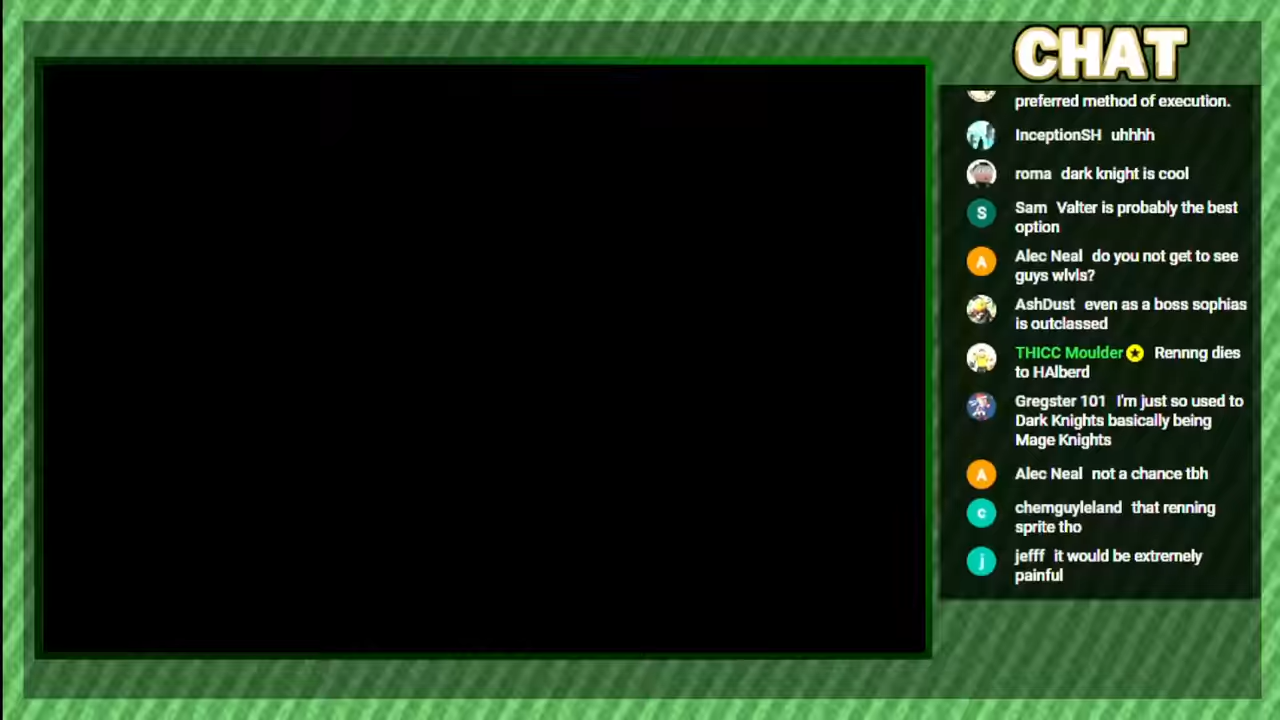 CHAT
preferred method of execution.
InceptionSH uhhhh
roma dark knight is cool
S
Sam Valter is probably the best
option
A
Alec Neal do you not get to see
guys wlvls?
AshDust even as a boss sophias
is outclassed
THICC Moulder Rennng dies
to HAlberd
Gregster 101 I'm just so used to
Dark Knights basically being
Mage Knights
A
Alec Neal not a chance tbh
c
chemguyleland that renning
sprite tho
j
jefff it would be extremely
painful